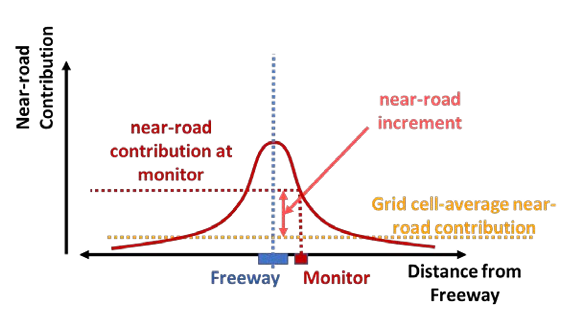 Near-road
Contribution
near-road
contribution at
monitor
near-road
increment
Grid cell-average near-
road contribution
Freeway
Monitor
Distance from
Freeway